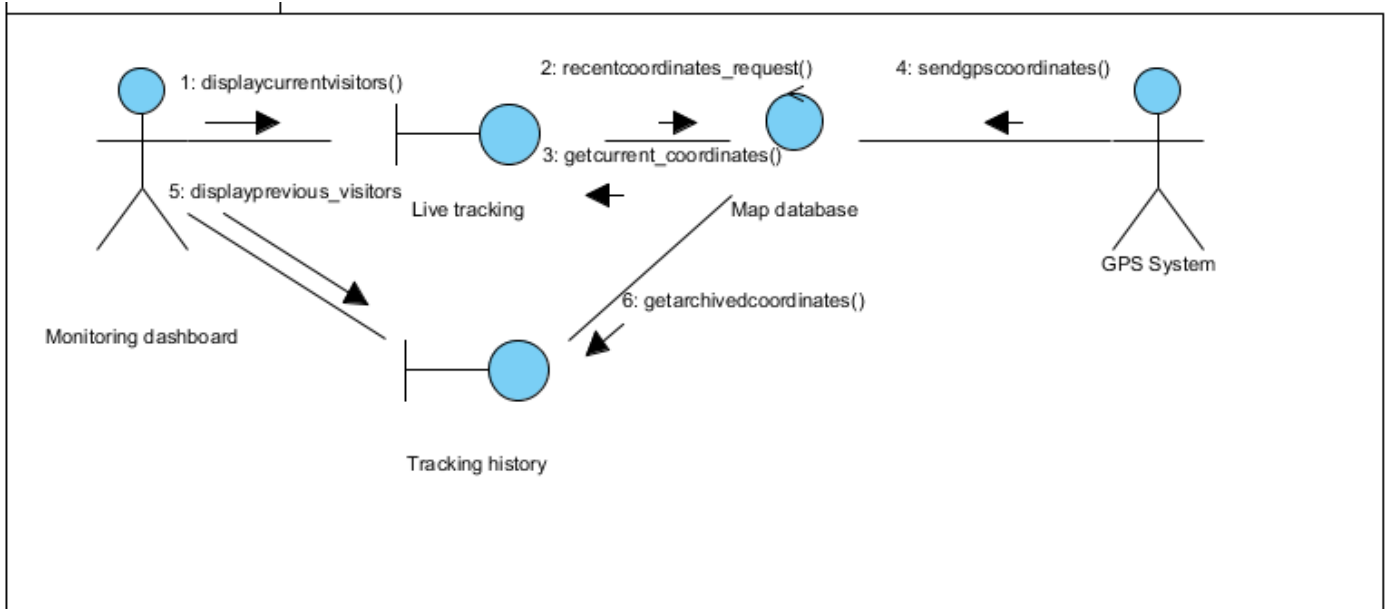 2: recentcoordinates_request()
4: sendgpscoordinates()
1: displaycurrentvisitors()
3: getcurrent_coordinates()
5: displayprevious_visitors
Live tracking
Map database
GPS System
6: getarchivedcoordinates()
Monitoring dashboard
Tracking history